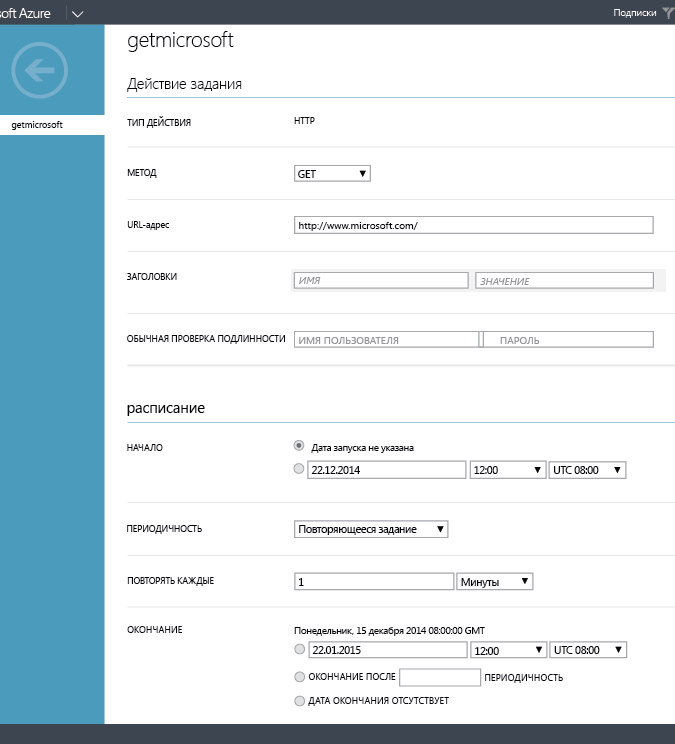 soft Azure Подписки
getmicrosoft
getmicrosoft
Действие задания
ТИП ДЕЙСТВИЯ HTTP
МЕТОД GET
URL-адрес http://www.microsoft.com/
ЗАГОЛОВКИ ИМЯ ЗНАЧЕНИЕ
ОБЫЧНАЯ ПРОВЕРКА ПОДЛИННОСТИ ИМЯ ПОЛЬЗОВАТЕЛЯ ПАРОЛЬ
расписание
НАЧАЛО Дата запуска не указана
22.12.2014 12:00 UTC 08:00
ПЕРИОДИЧНОСТЬ Повторяющееся задание
ПОВТОРЯТЬ КАЖДЫЕ 1 Минуты
ОКОНЧАНИЕ Понедельник, 15 декабря 2014 08:00:00 GMT
22.01.2015 12:00 UTC 08:00
ОКОНЧАНИЕ ПОСЛЕ ПЕРИОДИЧНОСТЬ
ДАТА ОКОНЧАНИЯ ОТСУТСТВУЕТ